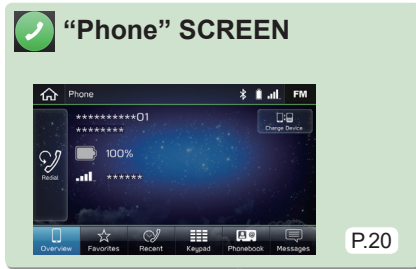 “Phone” SCREEN
Phone
FM
**********01
********
Change Device
100%
Redial
******
Overview
Favorites
Recent
Keypad
Phonebook
Messages
P.20